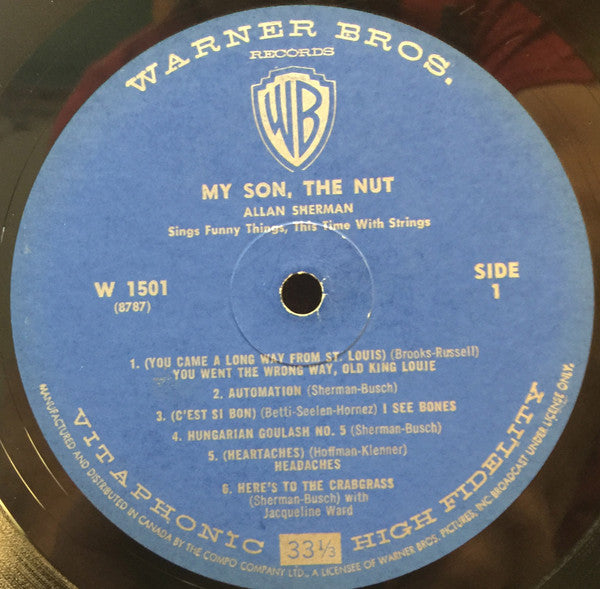 WARNER BROS.
RECORDS
WB
MY SON, THE NUT
ALLAN SHERMAN
Sings Funny Things, This Time With Strings
W 1501
(8787)
SIDE
1
1. (YOU CAME A LONG WAY FROM ST. LOUIS) (Brooks-Russell)
YOU WENT THE WRONG WAY, OLD KING LOUIE
2. AUTOMATION (Sherman-Busch)
3. (C'EST SI BON) (Betti-Seelen-Hornez) I SEE BONES
4. HUNGARIAN GOULASH NO. 5 (Sherman-Busch)
5. (HEARTACHES) (Hoffman-Klenner)
HEADACHES
6. HERE'S TO THE CRABGRASS
(Sherman-Busch) with
Jacqueline Ward
VITAPHONIC HIGH FIDELITY
33⅓
MANUFACTURED AND DISTRIBUTED IN CANADA BY THE COMPO COMPANY LTD., A LICENSEE OF WARNER BROS. PICTURES, INC. BROADCAST UNDER LICENSE ONLY.